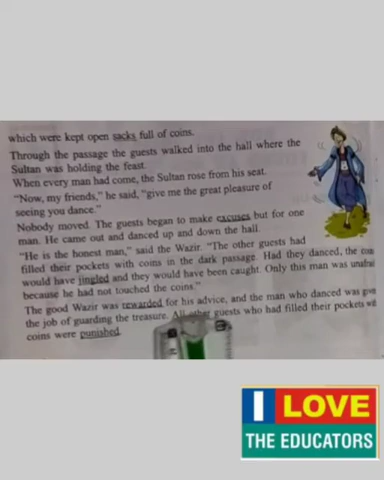 which were kept open sacks full of coins.
Through the passage the guests walked into the hall where the
Sultan was holding the feast.
When every man had come, the Sultan rose from his seat.
"Now, my friends," he said, "give me the great pleasure of
seeing you dance."
Nobody moved. The guests began to make excuses but for one
man. He came out and danced up and down the hall.
"He is the honest man," said the Wazir. "The other guests had
filled their pockets with coins in the dark passage. Had they danced, the
would have jingled and they would have been caught. Only this man was
because he had not touched the coins."
The good Wazir was rewarded for his advice, and the man who danced was
the job of guarding the treasure. All other guests who had filled their pockets
coins were punished.
I LOVE
THE EDUCATORS